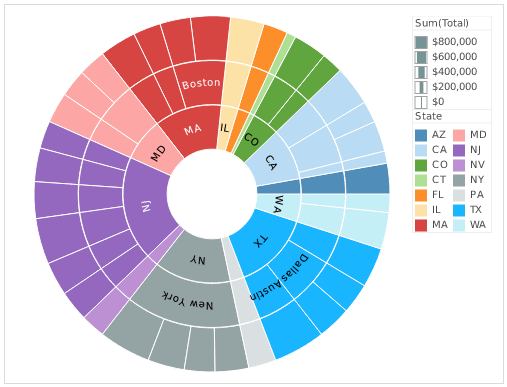 Boston
MA
IL
CO
CA
MD
NJ
WA
TX
NY
Dallas
Austin
New York
Sum(Total)
$800,000
$600,000
$400,000
$200,000
$0
State
AZ MD
CA NJ
CO NV
CT NY
FL PA
IL TX
MA WA